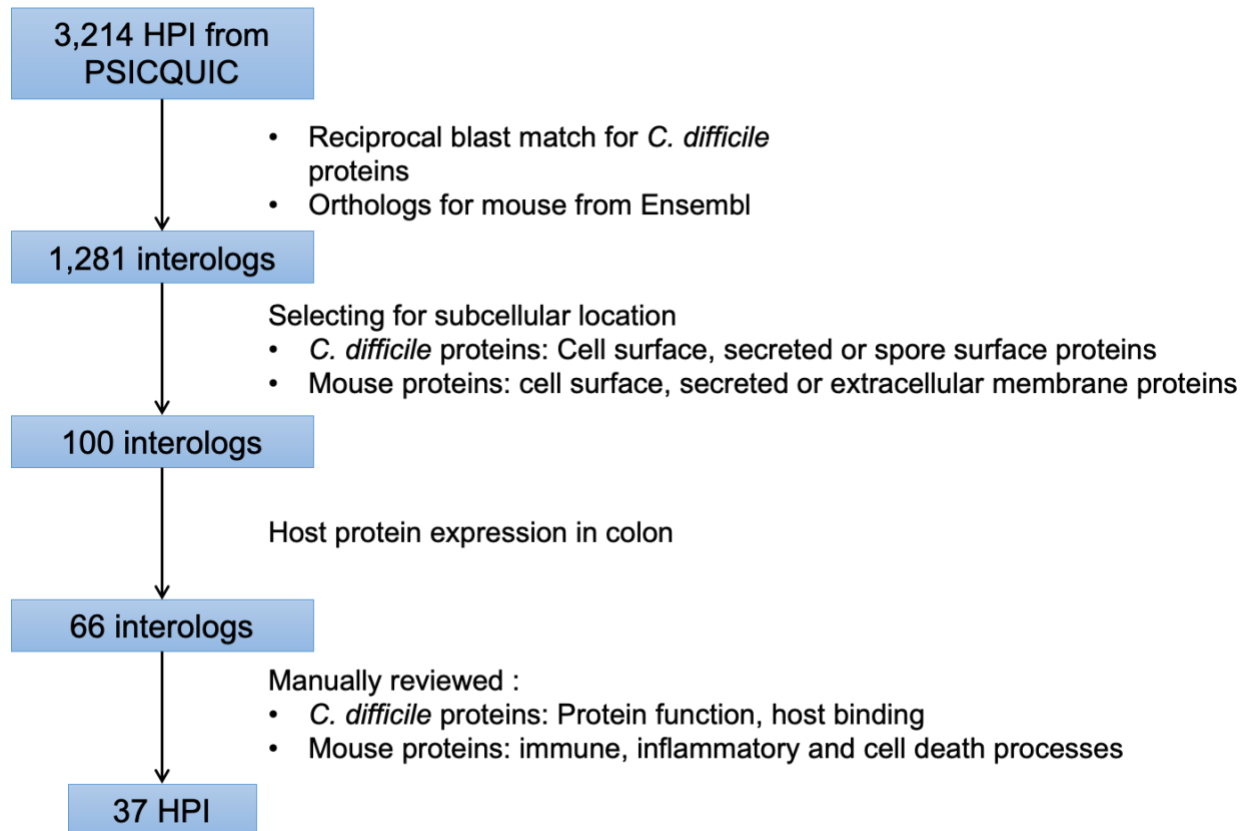 3,214 HPI from
PSICQUIC
• Reciprocal blast match for C. difficile
proteins
• Orthologs for mouse from Ensembl
1,281 interologs
Selecting for subcellular location
• C. difficile proteins: Cell surface, secreted or spore surface proteins
• Mouse proteins: cell surface, secreted or extracellular membrane proteins
100 interologs
Host protein expression in colon
66 interologs
Manually reviewed :
• C. difficile proteins: Protein function, host binding
• Mouse proteins: immune, inflammatory and cell death processes
37 HPI